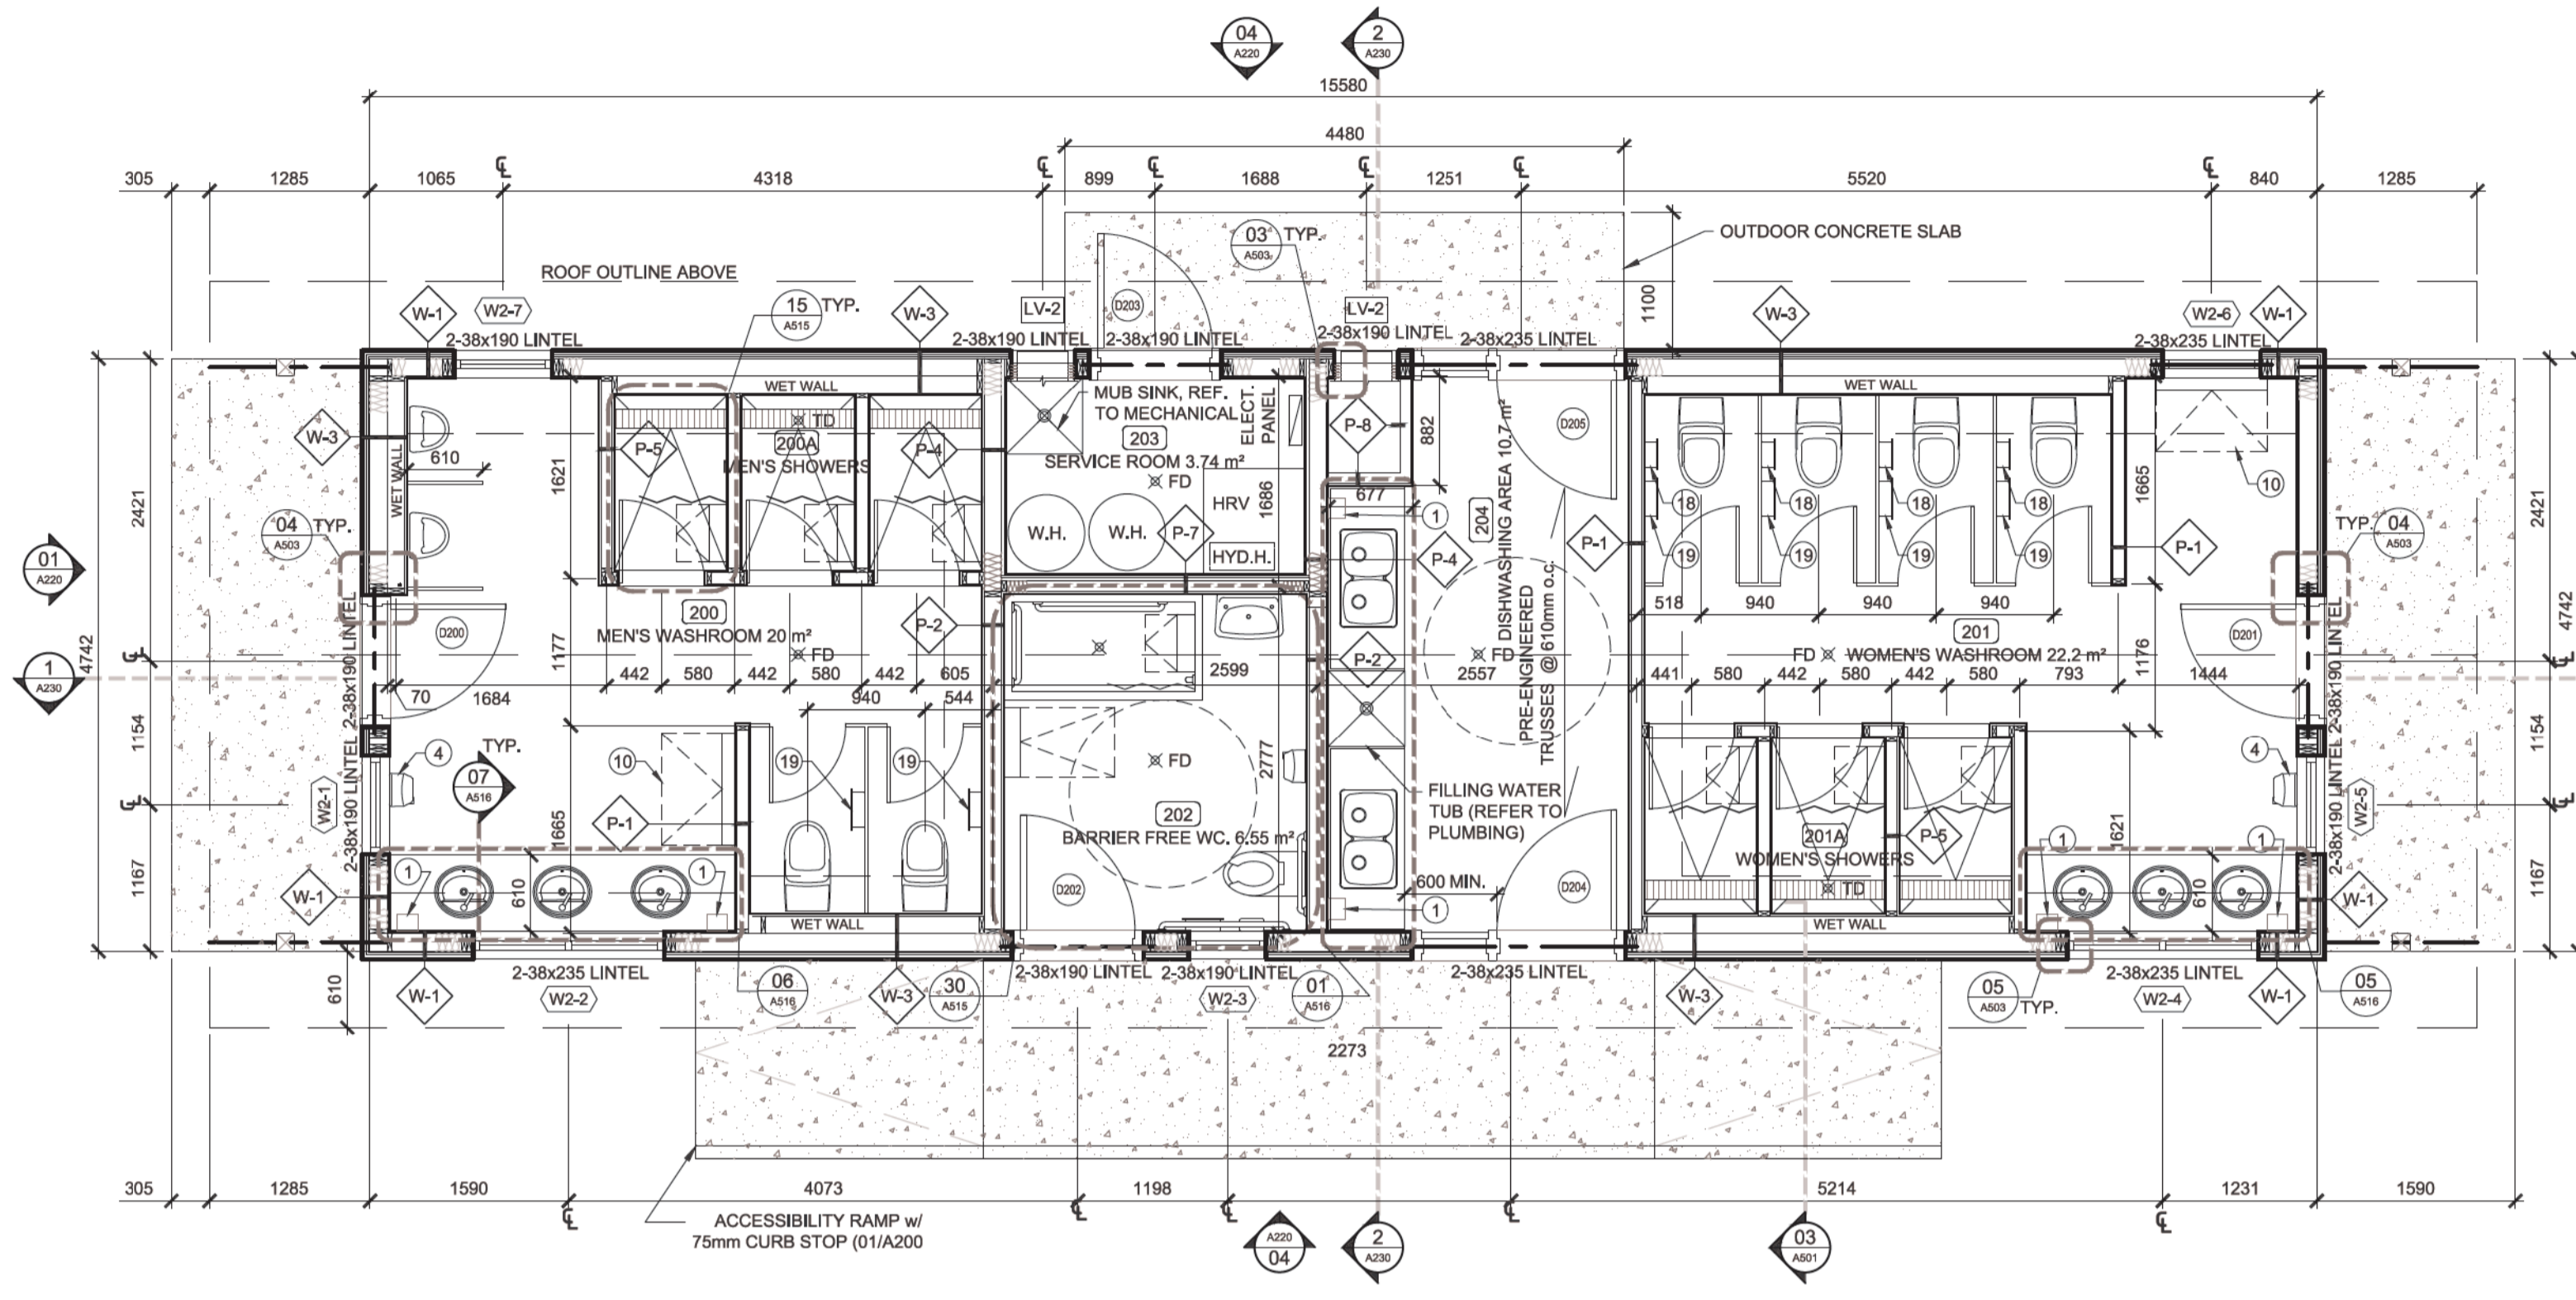 04
A220
2
A230
15580
4480
305
1285
1065
℄
4318
℄
899
℄
1688
℄
1251
℄
5520
℄
840
1285
03
A503
TYP.
OUTDOOR CONCRETE SLAB
1100
ROOF OUTLINE ABOVE
W-1
W2-7
15
A515
TYP.
W-3
LV-2
D203
LV-2
W-3
W2-6
W-1
2-38x190 LINTEL
2-38x190 LINTEL
2-38x190 LINTEL
2-38x190 LINTEL
2-38x235 LINTEL
2-38x235 LINTEL
WET WALL
WET WALL
W-3
WET WALL
610
1621
P-5
TD
200A
MEN'S SHOWERS
P-4
MUB SINK, REF.
TO MECHANICAL
203
SERVICE ROOM 3.74 m²
FD
ELECT.
PANEL
HRV
1686
W.H.
W.H.
P-7
HYD.H.
P-8
882
677
1
204
DISHWASHING AREA 10.7 m²
D205
P-4
P-1
PRE-ENGINEERED
TRUSSES @ 610mm o.c.
18
18
18
18
19
19
19
19
1665
10
P-1
2421
2421
04
A503
TYP.
TYP.
04
A503
01
A220
4742
4742
1
A230
℄
℄
2-38x190 LINTEL
2-38x190 LINTEL
D200
200
MEN'S WASHROOM 20 m²
FD
P-2
1177
70
1684
442
580
442
580
442
605
940
544
2599
P-2
FD
2557
518
940
940
940
201
FD
WOMEN'S WASHROOM 22.2 m²
1176
D201
441
580
442
580
442
580
793
1444
1154
1154
℄
℄
4
TYP.
07
A516
10
19
19
FD
2777
202
BARRIER FREE WC. 6.55 m²
FILLING WATER
TUB (REFER TO
PLUMBING)
4
W2-1
2-38x190 LINTEL
W2-5
2-38x190 LINTEL
P-1
1665
201A
WOMEN'S SHOWERS
TD
P-5
1621
1
1
1167
1167
W-1
1
1
610
D202
600 MIN.
1
D204
610
W-1
WET WALL
WET WALL
610
W-1
2-38x235 LINTEL
W2-2
06
A516
W-3
30
A515
2-38x190 LINTEL
2-38x190 LINTEL
W2-3
01
A516
2-38x235 LINTEL
W-3
05
A503
TYP.
2-38x235 LINTEL
W2-4
W-1
05
A516
2273
305
1285
1590
℄
4073
℄
1198
℄
℄
5214
℄
1231
1590
ACCESSIBILITY RAMP w/
75mm CURB STOP (01/A200
A220
04
2
A230
03
A501